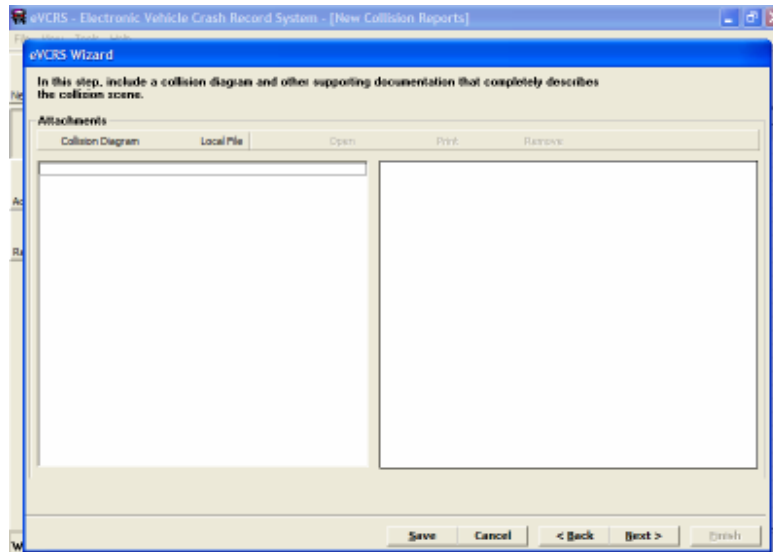 eVCRS - Electronic Vehicle Crash Record System - [New Collision Reports]
eVCRS Wizard
In this step, include a collision diagram and other supporting documentation that completely describes
the collision scene.
Attachments
Collision Diagram Local File Open Print Remove
Save Cancel < Back Next > Finish